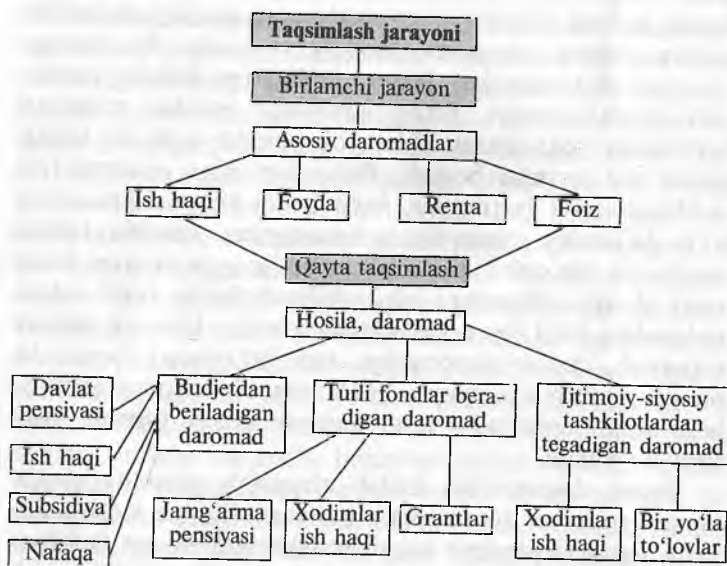 Taqsimlash jarayoni
Birlamchi jarayon
Asosiy daromadlar
Ish haqi
Foyda
Renta
Foiz
Qayta taqsimlash
Hosila, daromad
Davlat
pensiyasi
Ish haqi
Subsidiya
Nafaqa
Budjetdan
beriladigan
daromad
Turli fondlar bera-
digan daromad
Ijtimoiy-siyosiy
tashkilotlardan
tegadigan daromad
Jamg‘arma
pensiyasi
Xodimlar
ish haqi
Grantlar
Xodimlar
ish haqi
Bir yo‘la
to‘lovlar